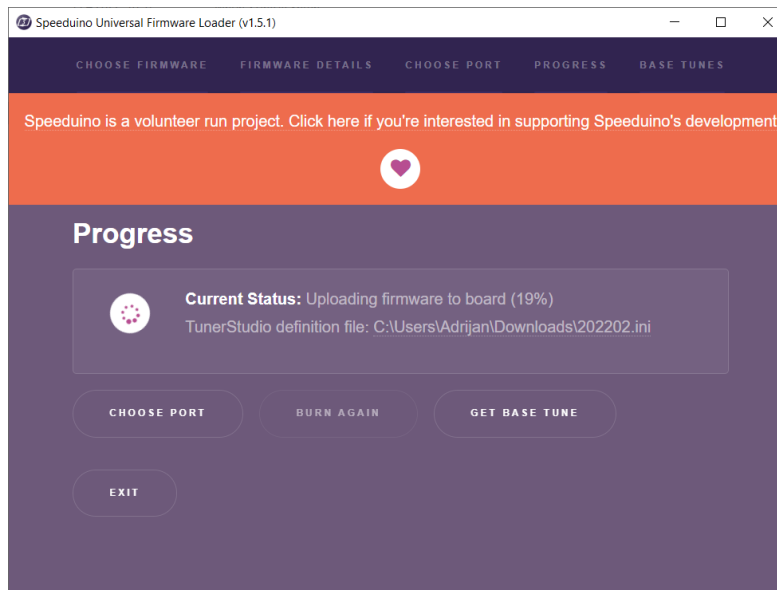 Speeduino Universal Firmware Loader (v1.5.1)
CHOOSE FIRMWARE FIRMWARE DETAILS CHOOSE PORT PROGRESS BASE TUNES
Speeduino is a volunteer run project. Click here if you're interested in supporting Speeduino's development
Progress
Current Status: Uploading firmware to board (19%)
TunerStudio definition file: C:\Users\Adrijan\Downloads\202202.ini
CHOOSE PORT BURN AGAIN GET BASE TUNE
EXIT